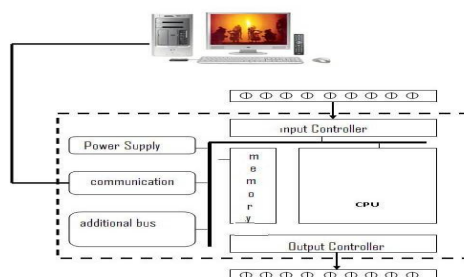 input Controller
Power Supply
communication
additional bus
memory
CPU
Output Controller